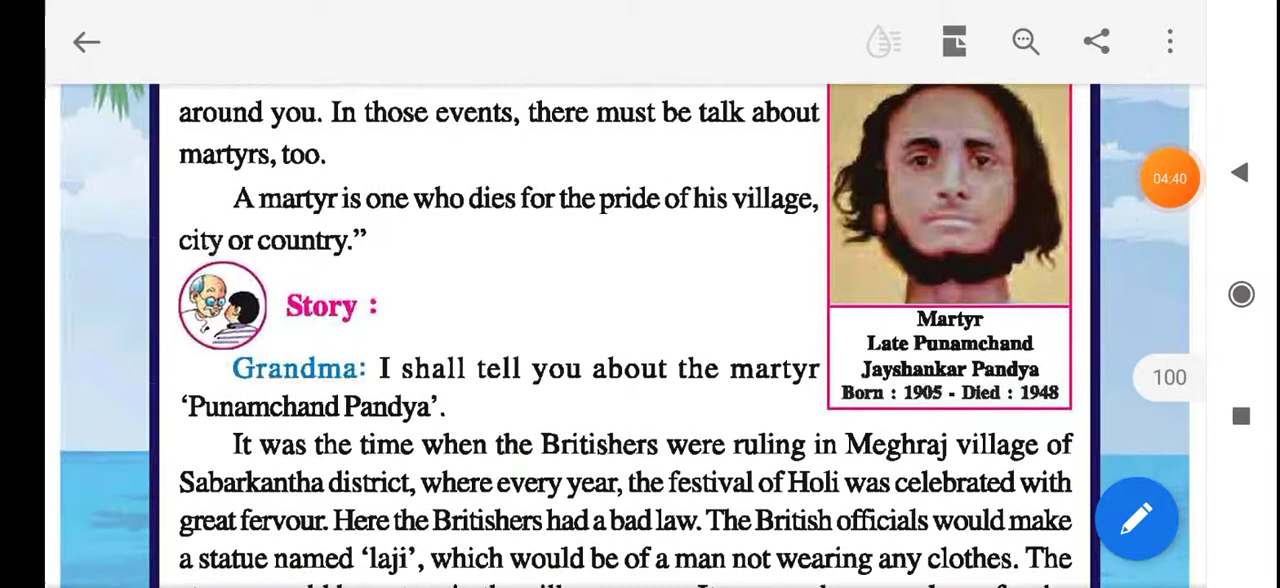 around you. In those events, there must be talk about
martyrs, too.
A martyr is one who dies for the pride of his village,
city or country.”
Story :
Grandma: I shall tell you about the martyr
‘Punamchand Pandya’.
Martyr
Late Punamchand
Jayshankar Pandya
Born : 1905 - Died : 1948
It was the time when the Britishers were ruling in Meghraj village of
Sabarkantha district, where every year, the festival of Holi was celebrated with
great fervour. Here the Britishers had a bad law. The British officials would make
a statue named ‘laji’, which would be of a man not wearing any clothes. The
04:40
100